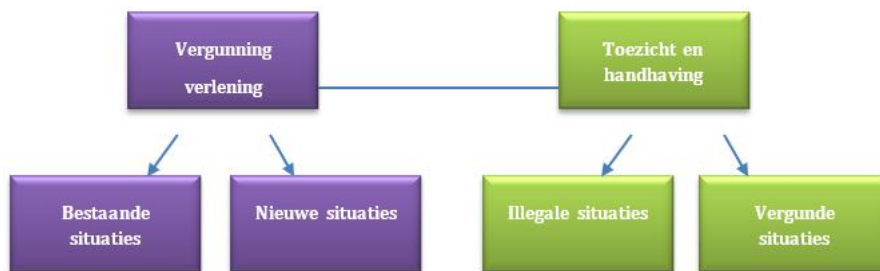 Vergunning
verlening
Toezicht en
handhaving
Bestaande
situaties
Nieuwe situaties
Illegale situaties
Vergunde
situaties